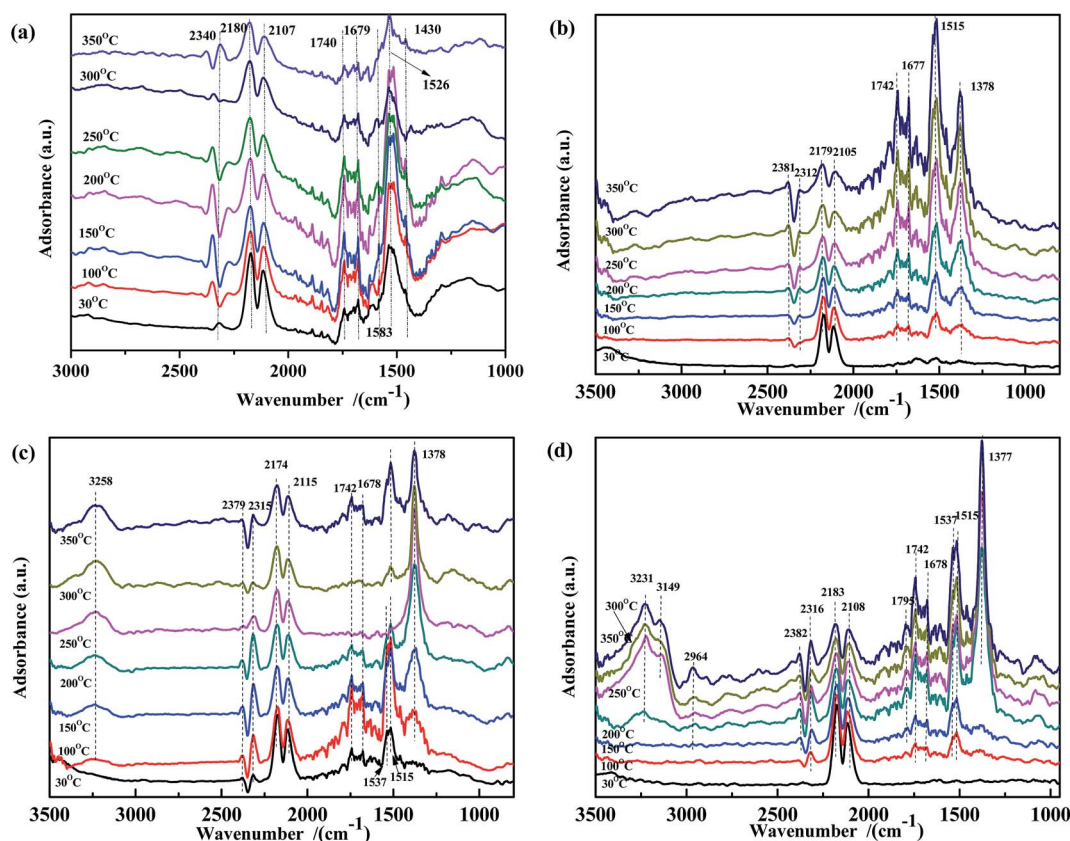 (a)
350°C
300°C
250°C
200°C
150°C
100°C
30°C
2340
2180
2107
1740
1679
1430
1526
1583
Adsorbance (a.u.)
3000
2500
2000
1500
1000
Wavenumber /(cm⁻¹)
(b)
1515
1742
1677
1378
2381
2312
2179
2105
350°C
300°C
250°C
200°C
150°C
100°C
30°C
Adsorbance (a.u.)
3500
3000
2500
2000
1500
1000
Wavenumber /(cm⁻¹)
(c)
3258
2379
2315
2174
2115
1742
1678
1378
350°C
300°C
250°C
200°C
150°C
100°C
30°C
1537
1515
Adsorbance (a.u.)
3500
3000
2500
2000
1500
1000
Wavenumber /(cm⁻¹)
(d)
1377
1537
1515
1742
1678
1795
2183
2108
2316
2382
3231
3149
2964
300°C
350°C
250°C
200°C
150°C
100°C
30°C
Adsorbance (a.u.)
3500
3000
2500
2000
1500
1000
Wavenumber /(cm⁻¹)